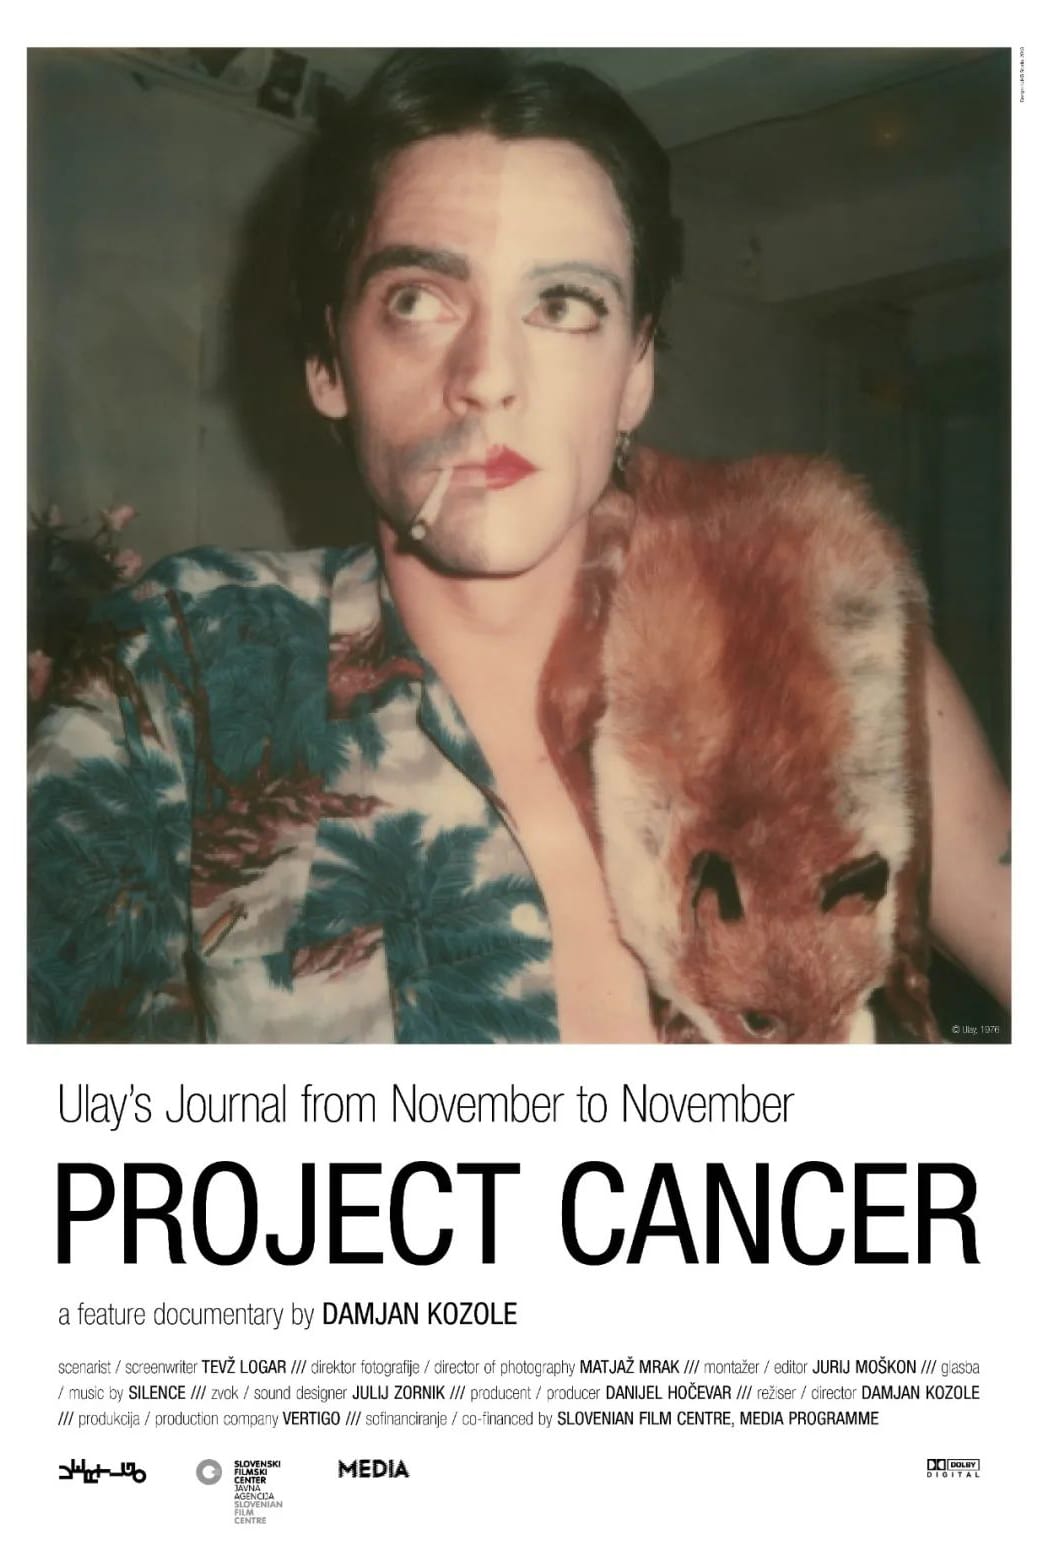 © Ulay, 1976
Ulay's Journal from November to November
PROJECT CANCER
a feature documentary by DAMJAN KOZOLE
scenarist / screenwriter TEVŽ LOGAR /// direktor fotografije / director of photography MATJAŽ MRAK /// montažer / editor JURIJ MOŠKON /// glasba
/ music by SILENCE /// zvok / sound designer JULIJ ZORNIK /// producent / producer DANIJEL HOČEVAR /// režiser / director DAMJAN KOZOLE
/// produkcija / production company VERTIGO /// sofinanciranje / co-financed by SLOVENIAN FILM CENTRE, MEDIA PROGRAMME
VERTIGO
SLOVENSKI
FILMSKI
CENTER
JAVNA
AGENCIJA
SLOVENIAN
FILM
CENTRE
MEDIA
DOLBY
DIGITAL